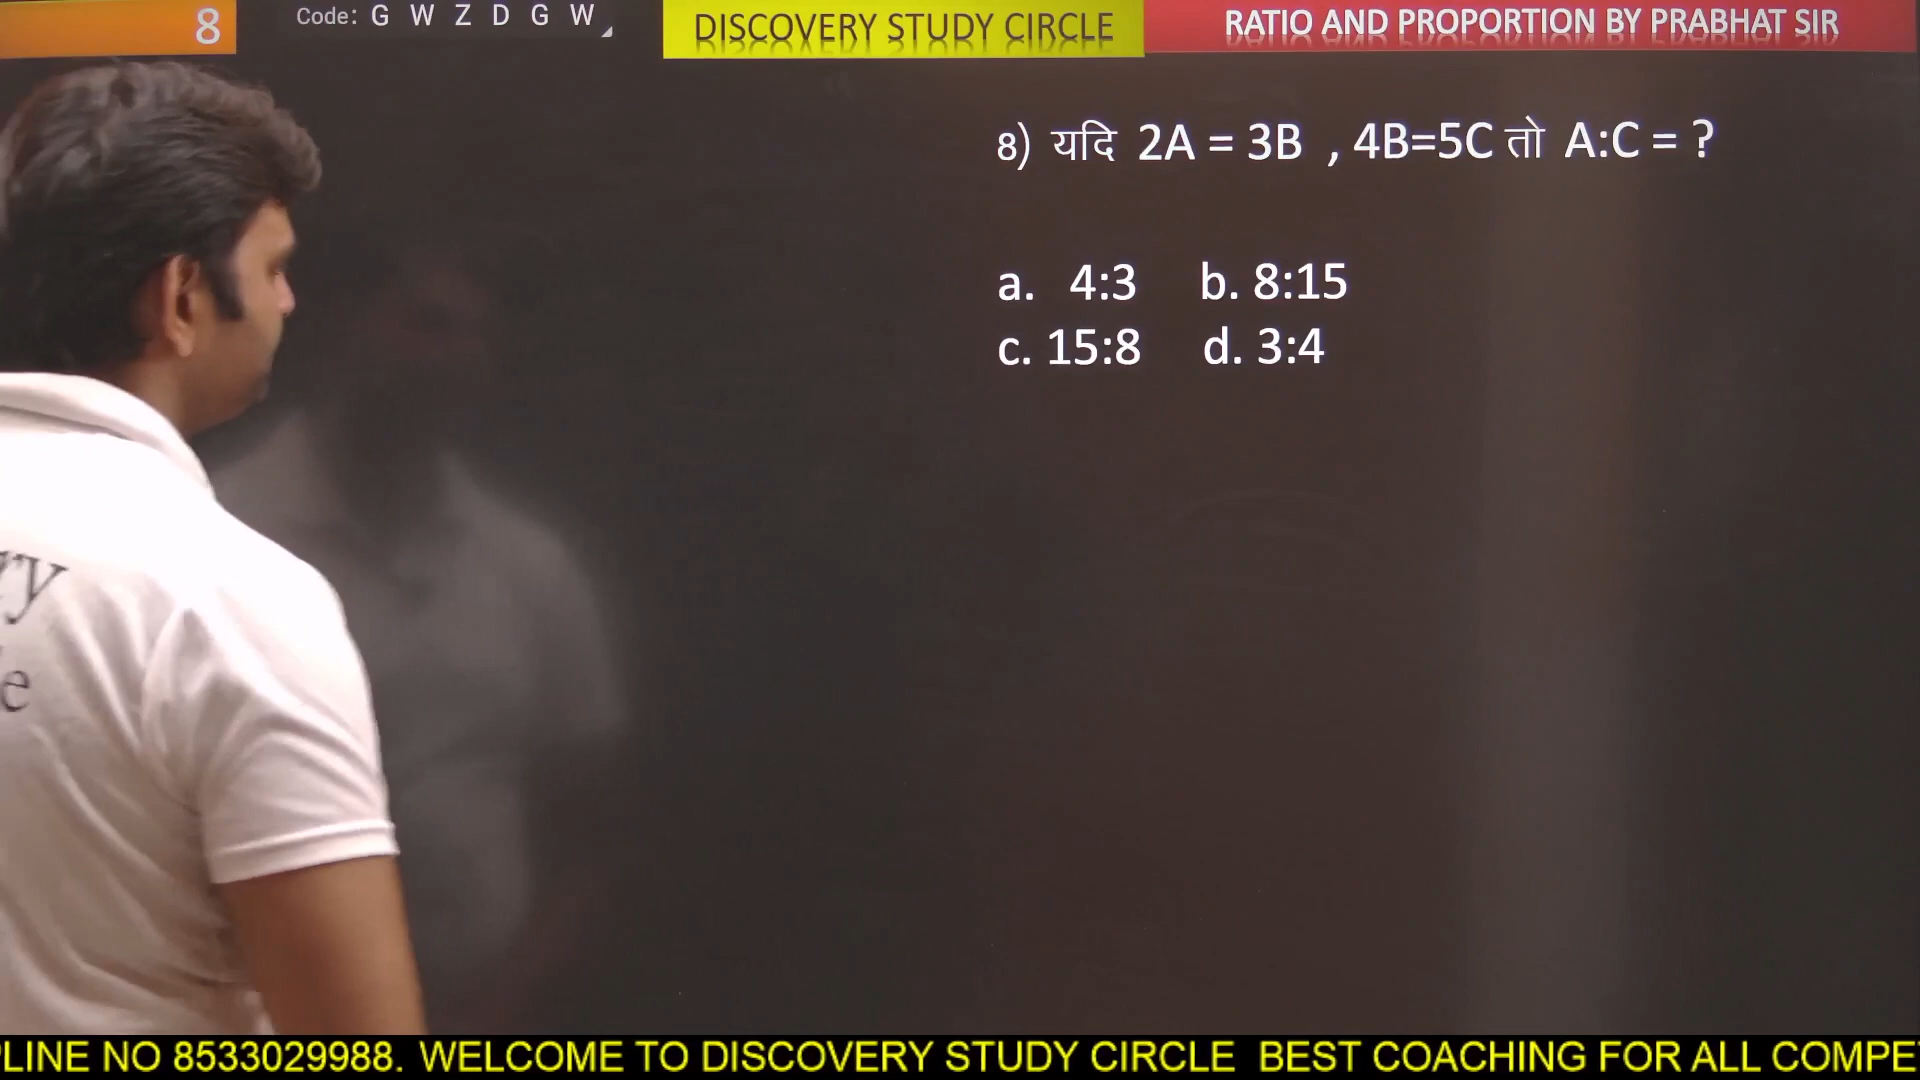 8
Code: G W Z D G W
DISCOVERY STUDY CIRCLE
RATIO AND PROPORTION BY PRABHAT SIR
8) यदि 2A = 3B , 4B=5C तो A:C = ?
a. 4:3 b. 8:15
c. 15:8 d. 3:4
ry
e
LINE NO 8533029988. WELCOME TO DISCOVERY STUDY CIRCLE BEST COACHING FOR ALL COMPE